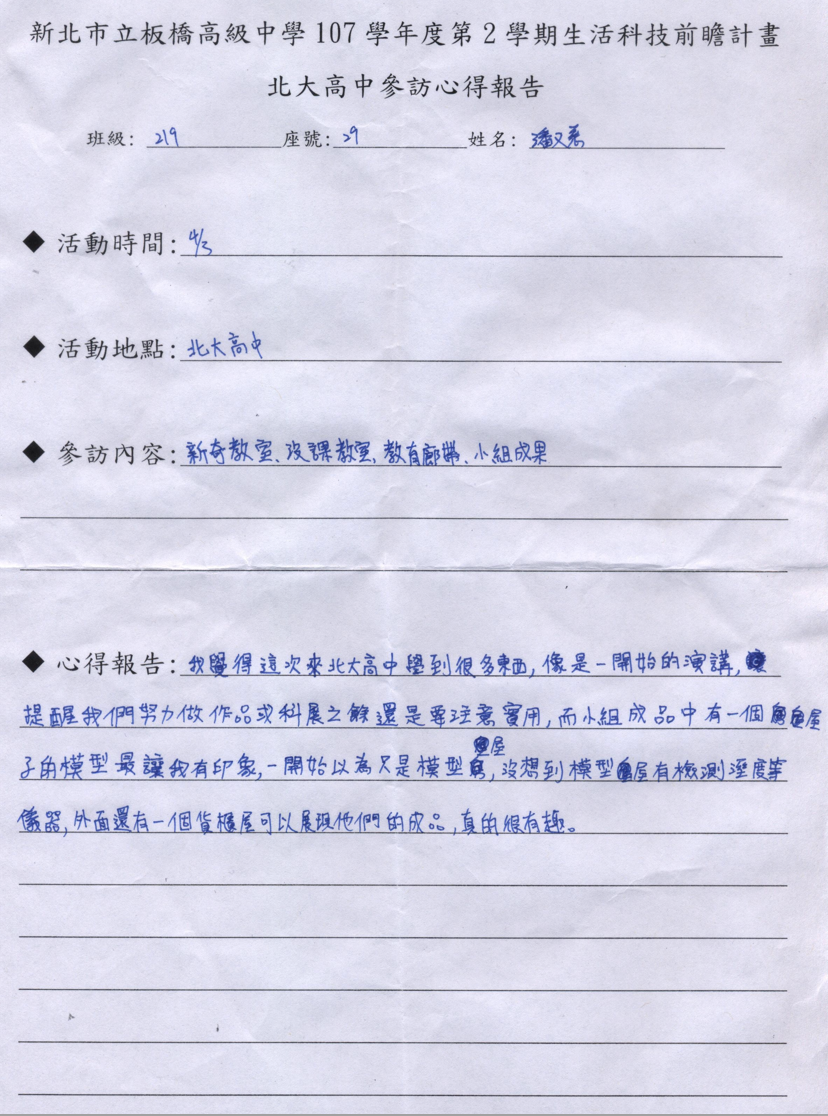 新北市立板橋高級中學 107 學年度第 2 學期生活科技前瞻計畫
北大高中參訪心得報告
班級: 219 座號: 29 姓名: 潘又
◆ 活動時間: 4/3
◆ 活動地點: 北大高中
◆ 參訪內容: 新奇教室、沒課教室、教育廊、小組成果
◆ 心得報告: 我覺得這次來北大高中學到很多東西,像是一開始的演講,
提醒我們努力做作品或科展之餘還是要注意實用,而小組成品中有一個屋
子的模型最讓我有印象,一開始以為只是模型屋,沒想到模型屋有檢測溼度等
儀器,外面還有一個貨櫃屋可以展現他們的成品,真的很有趣。